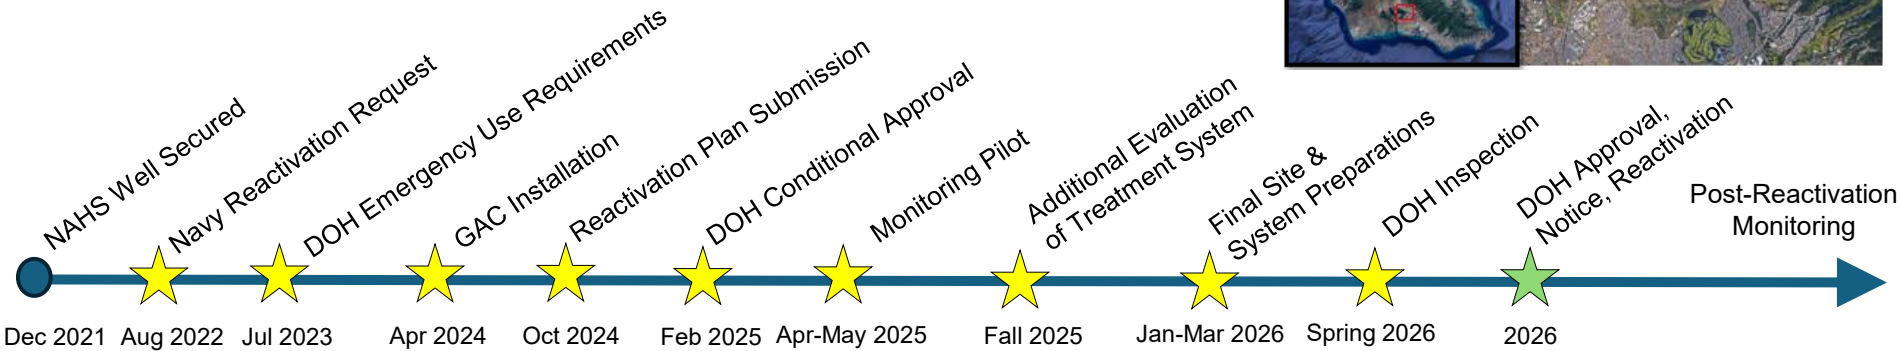 NAHS Well Secured
Navy Reactivation Request
DOH Emergency Use Requirements
GAC Installation
Reactivation Plan Submission
DOH Conditional Approval
Monitoring Pilot
Additional Evaluation
of Treatment System
Final Site &
System Preparations
DOH Inspection
DOH Approval,
Notice, Reactivation
Post-Reactivation
Monitoring
Dec 2021
Aug 2022
Jul 2023
Apr 2024
Oct 2024
Feb 2025
Apr-May 2025
Fall 2025
Jan-Mar 2026
Spring 2026
2026